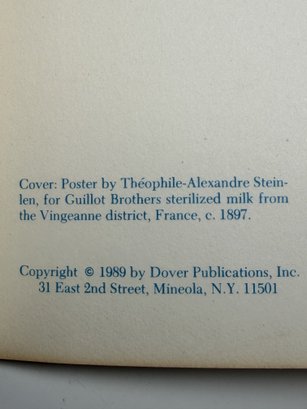 Cover: Poster by Théophile-Alexandre Stein-
len, for Guillot Brothers sterilized milk from
the Vingeanne district, France, c. 1897.
Copyright © 1989 by Dover Publications, Inc.
31 East 2nd Street, Mineola, N.Y. 11501